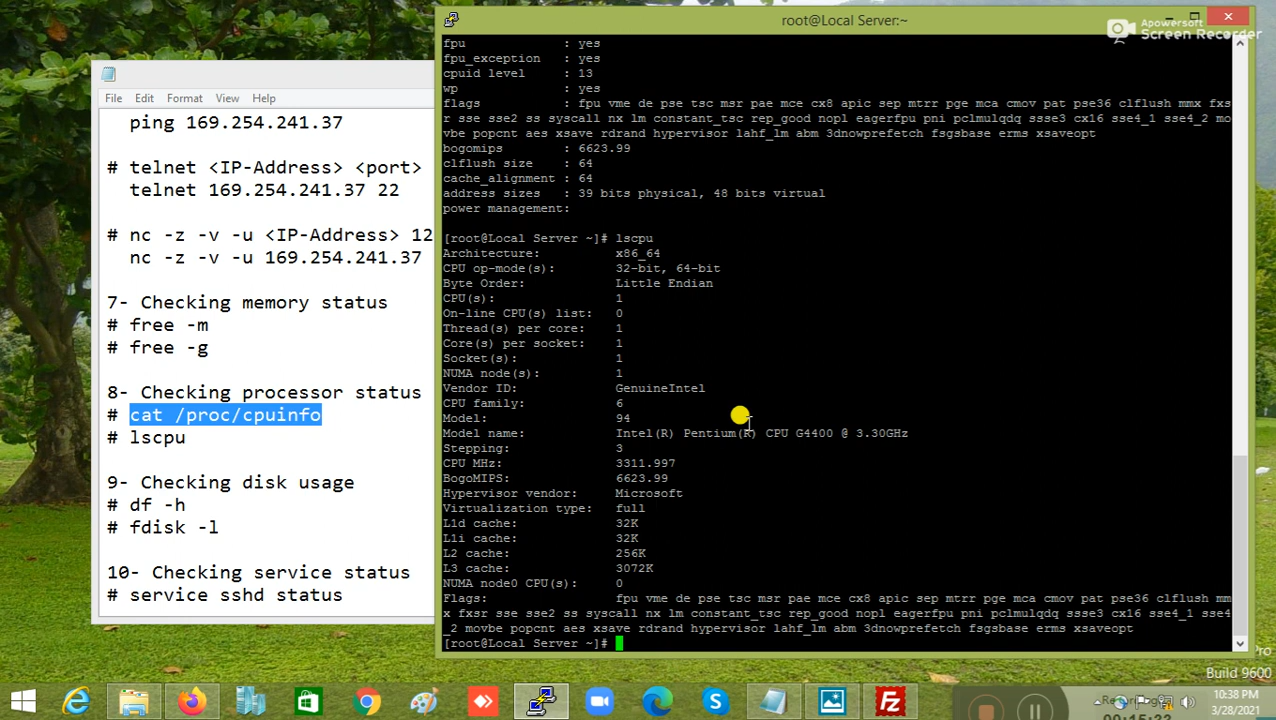 root@Local Server:~
Apowersoft
Screen Recorder
File Edit Format View Help
ping 169.254.241.37
# telnet <IP-Address> <port>
telnet 169.254.241.37 22
# nc -z -v -u <IP-Address> 12
nc -z -v -u 169.254.241.37
7- Checking memory status
# free -m
# free -g
8- Checking processor status
# cat /proc/cpuinfo
# lscpu
9- Checking disk usage
# df -h
# fdisk -l
10- Checking service status
# service sshd status
fpu : yes
fpu_exception : yes
cpuid level : 13
wp : yes
flags : fpu vme de pse tsc msr pae mce cx8 apic sep mtrr pge mca cmov pat pse36 clflush mmx fxs
r sse sse2 ss syscall nx lm constant_tsc rep_good nopl eagerfpu pni pclmulqdq ssse3 cx16 sse4_1 sse4_2 mo
vbe popcnt aes xsave rdrand hypervisor lahf_lm abm 3dnowprefetch fsgsbase erms xsaveopt
bogomips : 6623.99
clflush size : 64
cache_alignment : 64
address sizes : 39 bits physical, 48 bits virtual
power management:
[root@Local Server ~]# lscpu
Architecture: x86_64
CPU op-mode(s): 32-bit, 64-bit
Byte Order: Little Endian
CPU(s): 1
On-line CPU(s) list: 0
Thread(s) per core: 1
Core(s) per socket: 1
Socket(s): 1
NUMA node(s): 1
Vendor ID: GenuineIntel
CPU family: 6
Model: 94
Model name: Intel(R) Pentium(R) CPU G4400 @ 3.30GHz
Stepping: 3
CPU MHz: 3311.997
BogoMIPS: 6623.99
Hypervisor vendor: Microsoft
Virtualization type: full
L1d cache: 32K
L1i cache: 32K
L2 cache: 256K
L3 cache: 3072K
NUMA node0 CPU(s): 0
Flags: fpu vme de pse tsc msr pae mce cx8 apic sep mtrr pge mca cmov pat pse36 clflush mm
x fxsr sse sse2 ss syscall nx lm constant_tsc rep_good nopl eagerfpu pni pclmulqdq ssse3 cx16 sse4_1 sse4
_2 movbe popcnt aes xsave rdrand hypervisor lahf_lm abm 3dnowprefetch fsgsbase erms xsaveopt
[root@Local Server ~]#
Pro
Build 9600
10:38 PM
3/28/2021